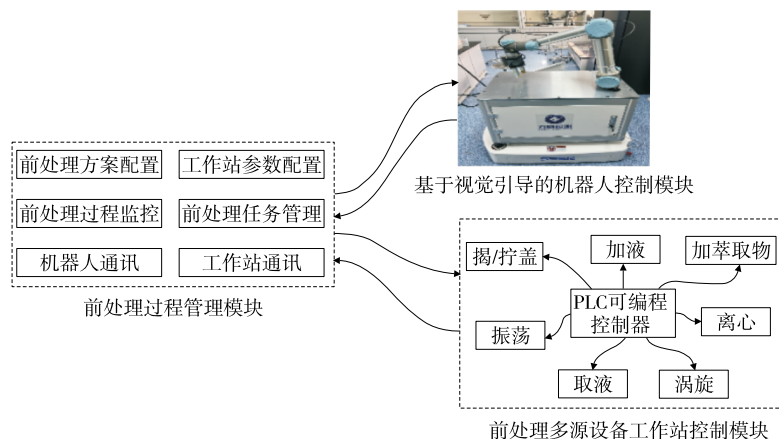 前处理方案配置
工作站参数配置
前处理过程监控
前处理任务管理
机器人通讯
工作站通讯
前处理过程管理模块
基于视觉引导的机器人控制模块
揭/拧盖
加液
加萃取物
PLC可编程
控制器
振荡
离心
取液
涡旋
前处理多源设备工作站控制模块